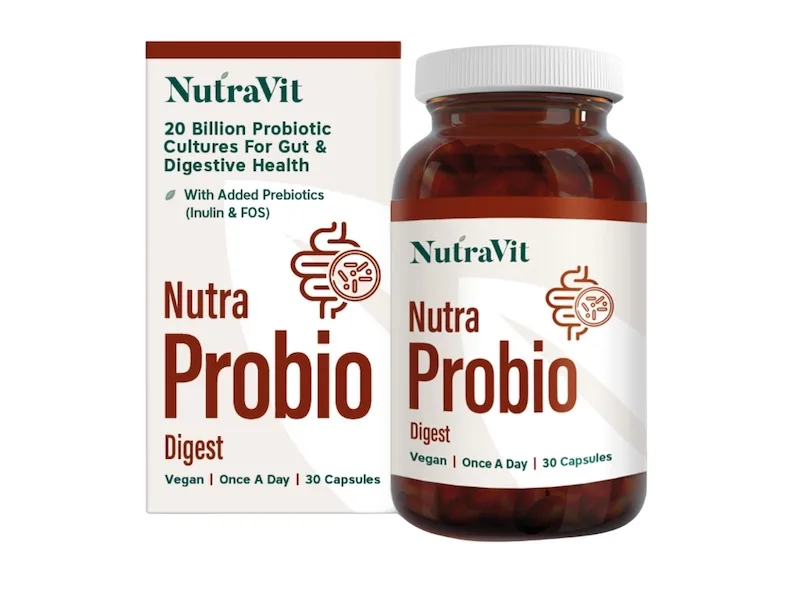 NutraVit
20 Billion Probiotic
Cultures For Gut &
Digestive Health
With Added Prebiotics
(Inulin & FOS)
Nutra
Probio
Digest
Vegan | Once A Day | 30 Capsules
NutraVit
Nutra
Probio
Digest
Vegan | Once A Day | 30 Capsules